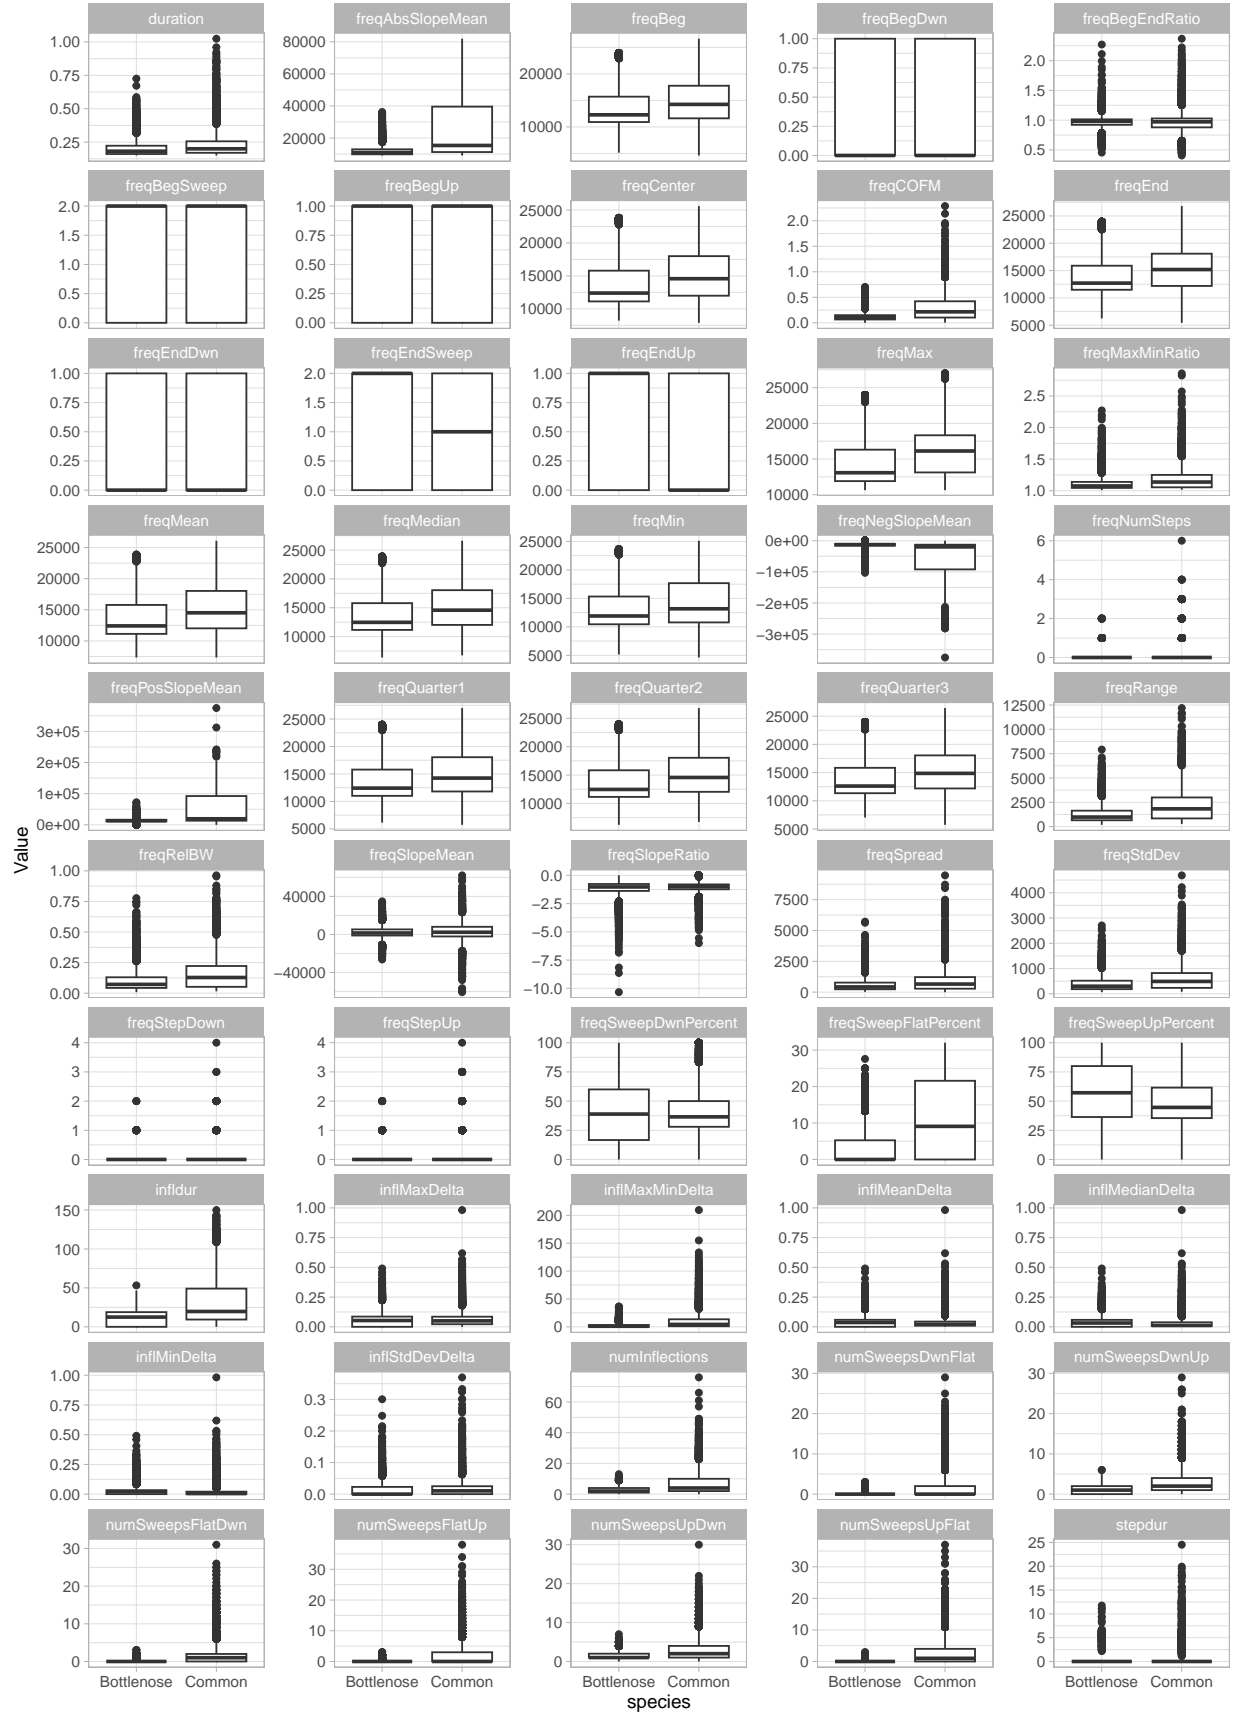 duration freqAbsSlopeMean freqBeg freqBegDwn freqBegEndRatio
1.00 0.75 0.50 0.25
80000 60000 40000 20000
20000 10000
1.00 0.75 0.50 0.25 0.00
2.0 1.5 1.0 0.5
freqBegSweep freqBegUp freqCenter freqCOFM freqEnd
2.0 1.5 1.0 0.5 0.0
1.00 0.75 0.50 0.25 0.00
25000 20000 15000 10000
2.0 1.5 1.0 0.5 0.0
25000 20000 15000 10000 5000
freqEndDwn freqEndSweep freqEndUp freqMax freqMaxMinRatio
1.00 0.75 0.50 0.25 0.00
2.0 1.5 1.0 0.5 0.0
1.00 0.75 0.50 0.25 0.00
25000 20000 15000 10000
2.5 2.0 1.5 1.0
freqMean freqMedian freqMin freqNegSlopeMean freqNumSteps
25000 20000 15000 10000
25000 20000 15000 10000
25000 20000 15000 10000 5000
0e+00 −1e+05 −2e+05 −3e+05
6 4 2 0
freqPosSlopeMean freqQuarter1 freqQuarter2 freqQuarter3 freqRange
3e+05 2e+05 1e+05 0e+00
25000 20000 15000 10000 5000
25000 20000 15000 10000
25000 20000 15000 10000 5000
12500 10000 7500 5000 2500 0
Value
freqRelBW freqSlopeMean freqSlopeRatio freqSpread freqStdDev
1.00 0.75 0.50 0.25 0.00
40000 0 −40000
0.0 −2.5 −5.0 −7.5 −10.0
7500 5000 2500 0
4000 3000 2000 1000 0
freqStepDown freqStepUp freqSweepDwnPercent freqSweepFlatPercent freqSweepUpPercent
4 3 2 1 0
4 3 2 1 0
100 75 50 25 0
30 20 10 0
100 75 50 25 0
infldur inflMaxDelta inflMaxMinDelta inflMeanDelta inflMedianDelta
150 100 50 0
1.00 0.75 0.50 0.25 0.00
200 150 100 50 0
1.00 0.75 0.50 0.25 0.00
1.00 0.75 0.50 0.25 0.00
inflMinDelta inflStdDevDelta numInflections numSweepsDwnFlat numSweepsDwnUp
1.00 0.75 0.50 0.25 0.00
0.3 0.2 0.1 0.0
60 40 20 0
30 20 10 0
30 20 10 0
numSweepsFlatDwn numSweepsFlatUp numSweepsUpDwn numSweepsUpFlat stepdur
30 20 10 0
30 20 10 0
30 20 10 0
30 20 10 0
25 20 15 10 5 0
Bottlenose Common Bottlenose Common Bottlenose Common Bottlenose Common Bottlenose Common
species